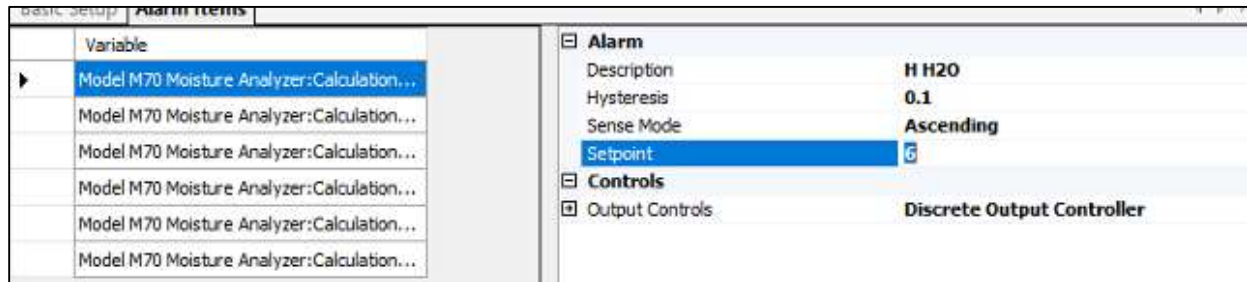 Basic Setup Alarm Items
Variable
Model M70 Moisture Analyzer:Calculation...
Model M70 Moisture Analyzer:Calculation...
Model M70 Moisture Analyzer:Calculation...
Model M70 Moisture Analyzer:Calculation...
Model M70 Moisture Analyzer:Calculation...
Model M70 Moisture Analyzer:Calculation...
Alarm
Description H H2O
Hysteresis 0.1
Sense Mode Ascending
Setpoint 6
Controls
Output Controls Discrete Output Controller